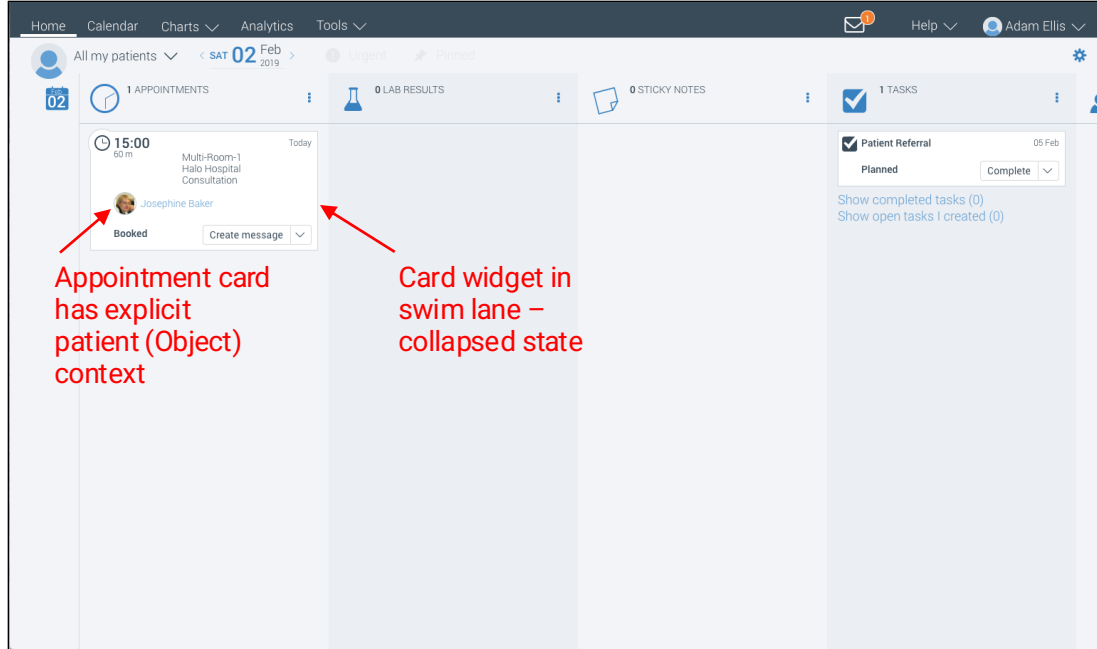 Home Calendar Charts Analytics Tools 1 Help Adam Ellis
All my patients < SAT 02 Feb 2019 > Urgent Pinned
Feb
02
1 APPOINTMENTS
0 LAB RESULTS
0 STICKY NOTES
1 TASKS
15:00 Today
60 m
Multi-Room-1
Halo Hospital
Consultation
Josephine Baker
Booked Create message
Patient Referral 05 Feb
Planned Complete
Show completed tasks (0)
Show open tasks I created (0)
Appointment card
has explicit
patient (Object)
context
Card widget in
swim lane –
collapsed state